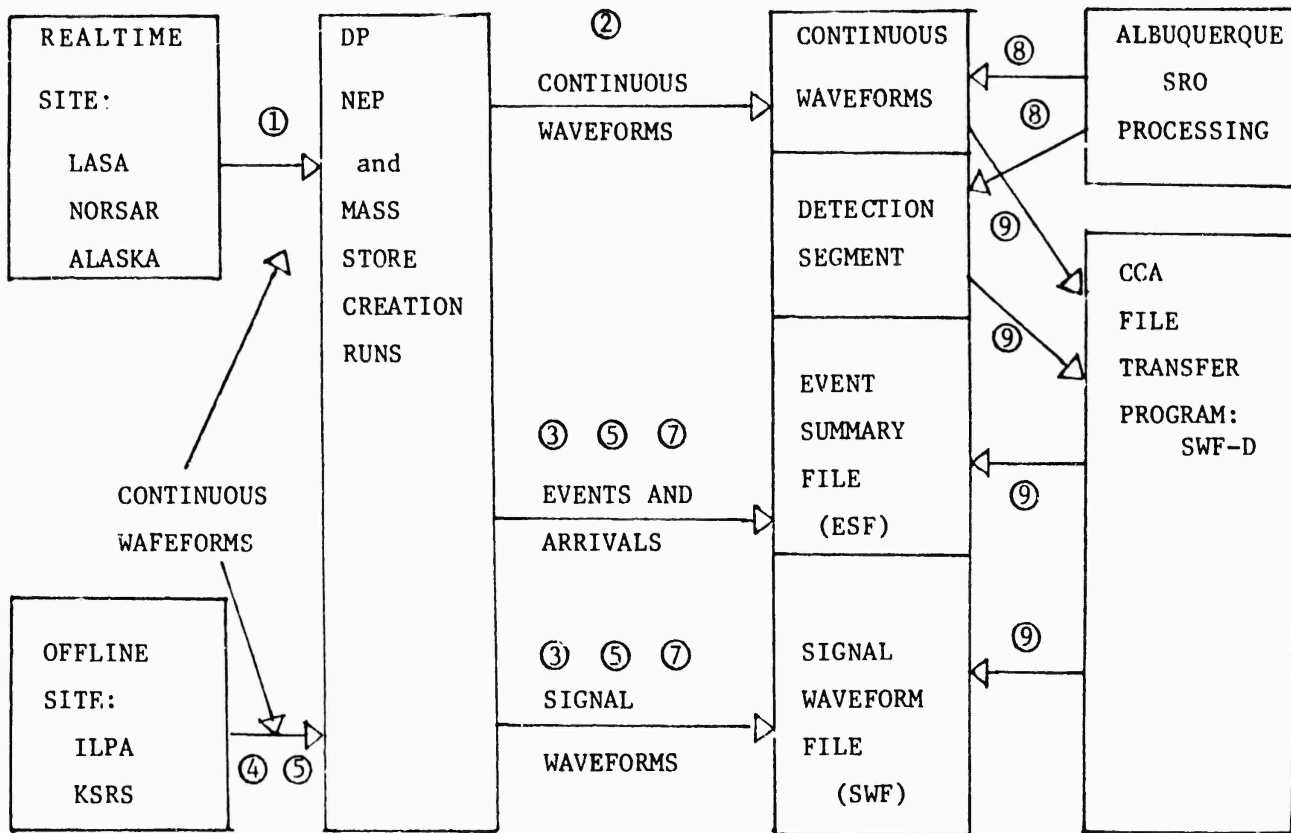 REALTIME
SITE:
LASA
NORSAR
ALASKA
①
CONTINUOUS
WAFEFORMS
OFFLINE
SITE:
ILPA
KSRS
④ ⑤
DP
NEP
and
MASS
STORE
CREATION
RUNS
②
CONTINUOUS
WAVEFORMS
③ ⑤ ⑦
EVENTS AND
ARRIVALS
③ ⑤ ⑦
SIGNAL
WAVEFORMS
CONTINUOUS
WAVEFORMS
DETECTION
SEGMENT
EVENT
SUMMARY
FILE
(ESF)
SIGNAL
WAVEFORM
FILE
(SWF)
⑧
⑧
⑨
⑨
⑨
⑨
ALBUQUERQUE
SRO
PROCESSING
CCA
FILE
TRANSFER
PROGRAM:
SWF-D